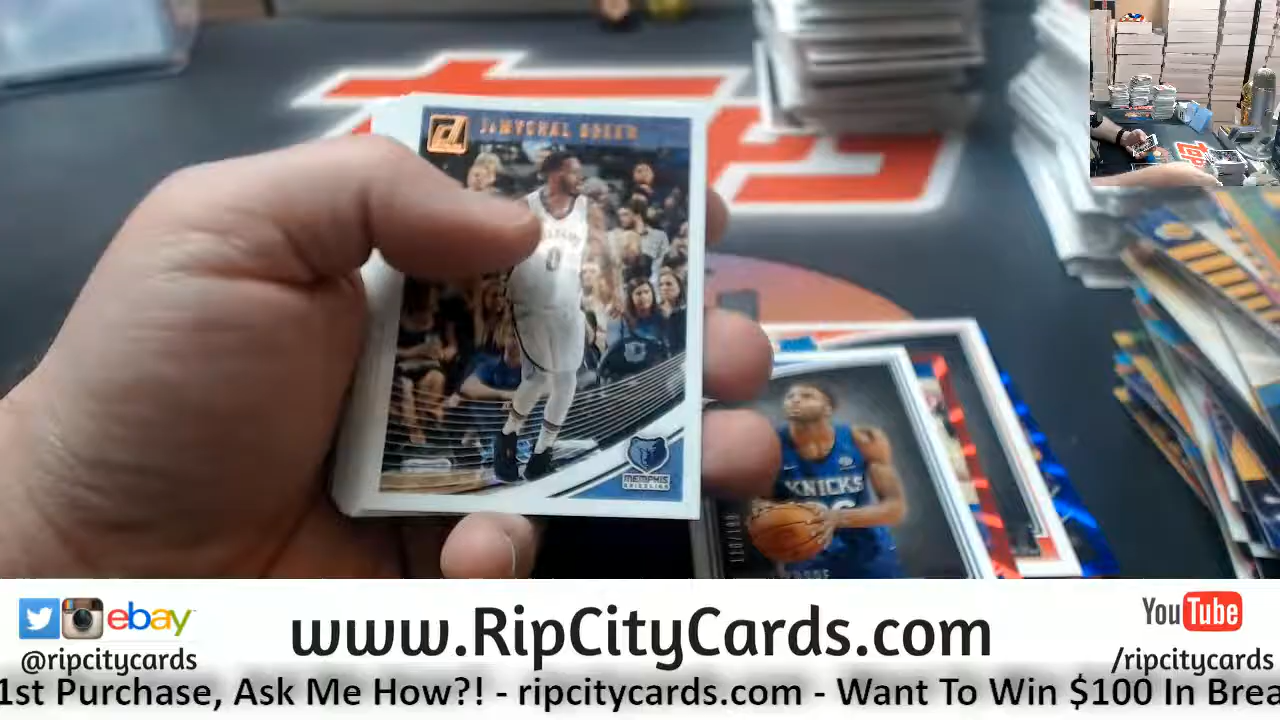 JaMYCHAL GREEN
0
MEMPHIS
GRIZZLIES
KNICKS
ebay
@ripcitycards
www.RipCityCards.com
YouTube
/ripcitycards
1st Purchase, Ask Me How?! - ripcitycards.com - Want To Win $100 In Brea